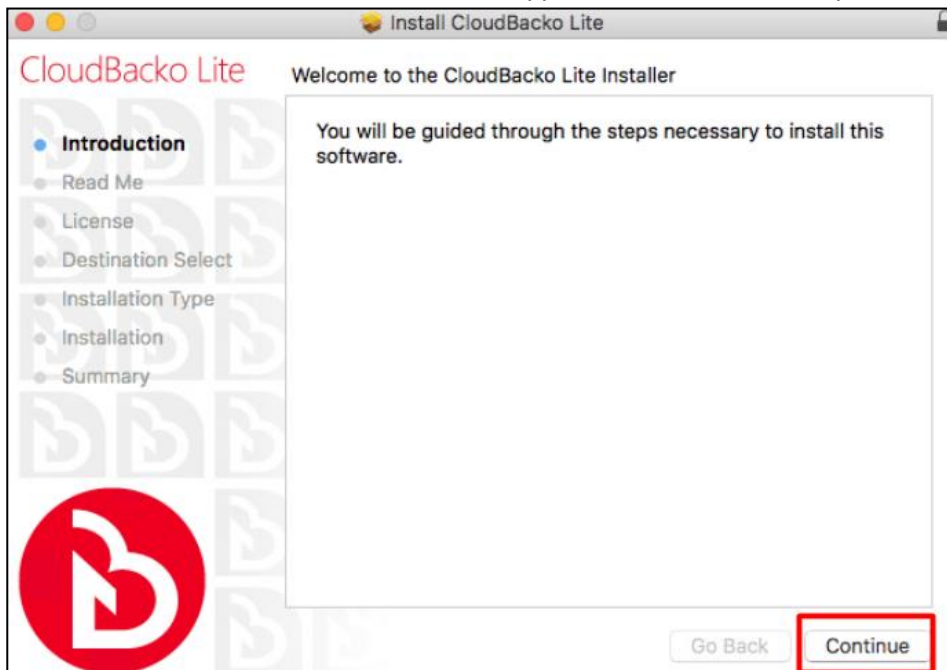 Install CloudBacko Lite
CloudBacko Lite
Welcome to the CloudBacko Lite Installer
Introduction
Read Me
License
Destination Select
Installation Type
Installation
Summary
You will be guided through the steps necessary to install this
software.
Go Back
Continue